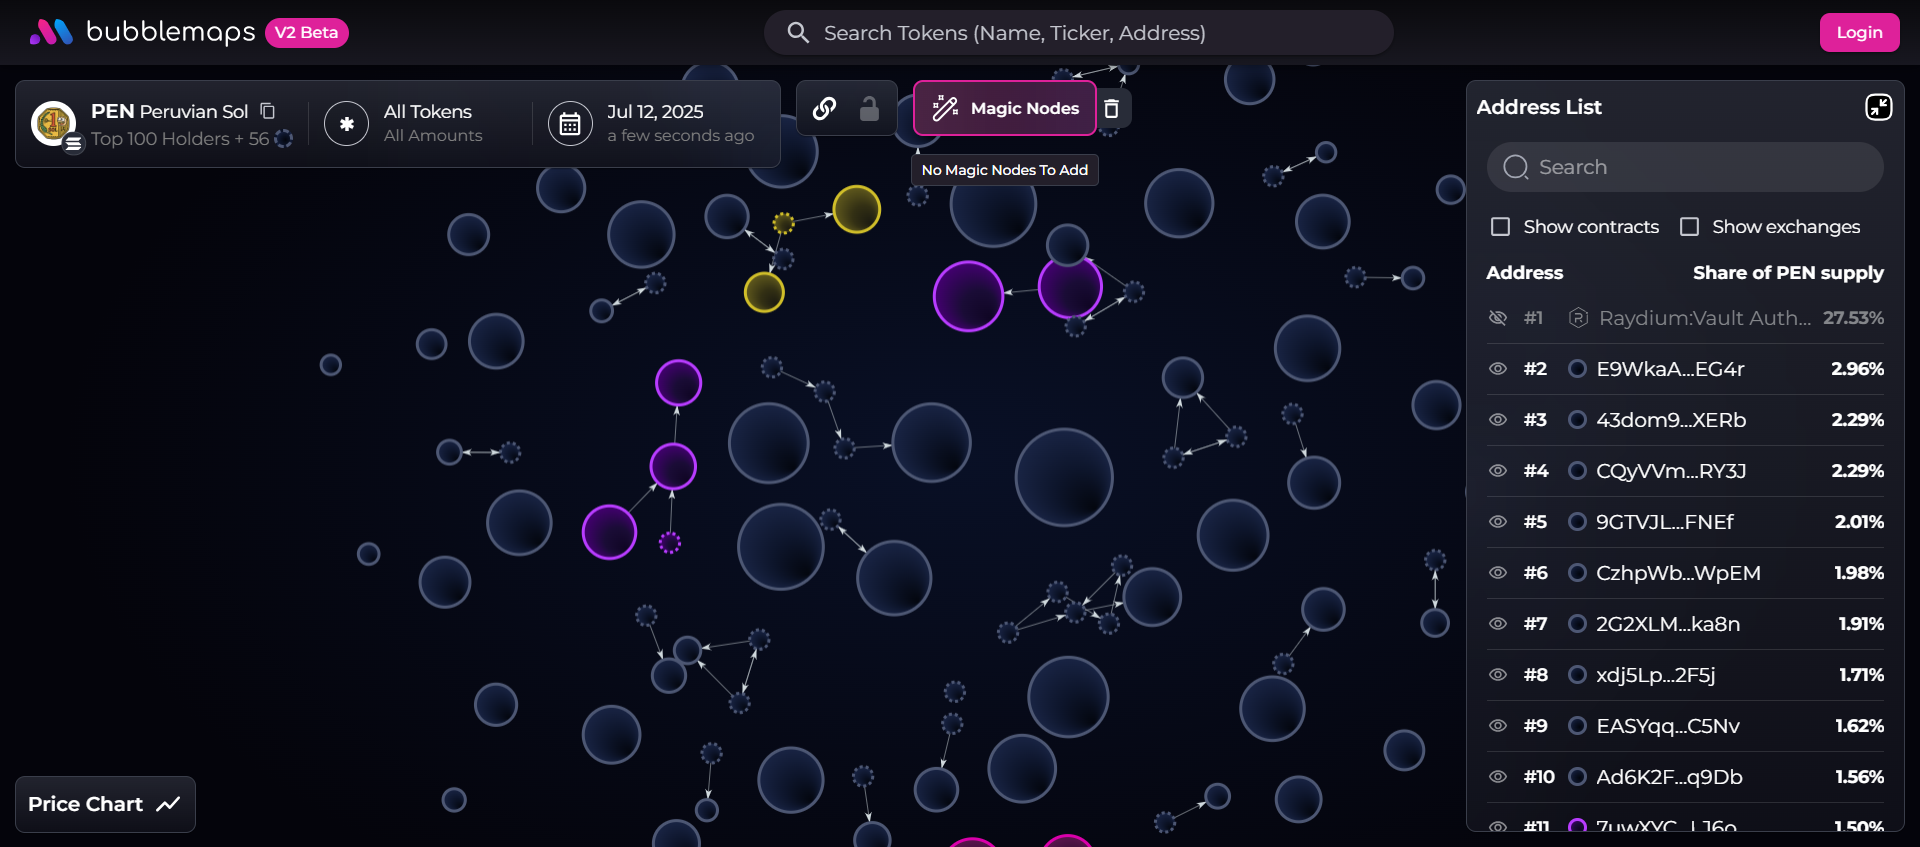 bubblemaps V2 Beta
Search Tokens (Name, Ticker, Address)
Login
PEN Peruvian Sol
Top 100 Holders + 56
All Tokens
All Amounts
Jul 12, 2025
a few seconds ago
Magic Nodes
No Magic Nodes To Add
Address List
Search
Show contracts
Show exchanges
Address Share of PEN supply
#1 Raydium:Vault Auth... 27.53%
#2 E9WkaA...EG4r 2.96%
#3 43dom9...XERb 2.29%
#4 CQyVVm...RY3J 2.29%
#5 9GTVJL...FNEf 2.01%
#6 CzhpWb...WpEM 1.98%
#7 2G2XLM...ka8n 1.91%
#8 xdj5Lp...2F5j 1.71%
#9 EASYqq...C5Nv 1.62%
#10 Ad6K2F...q9Db 1.56%
#11 1.50%
Price Chart